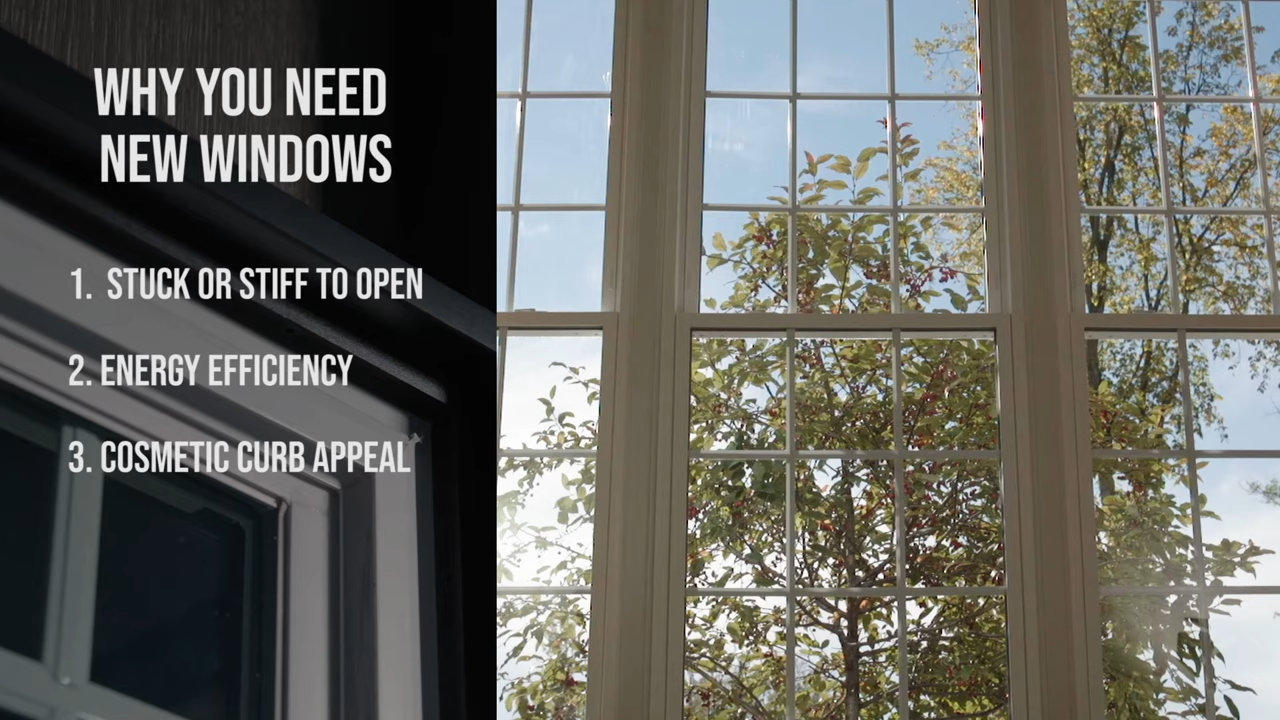 WHY YOU NEED
NEW WINDOWS
1. STUCK OR STIFF TO OPEN
2. ENERGY EFFICIENCY
3. COSMETIC CURB APPEAL